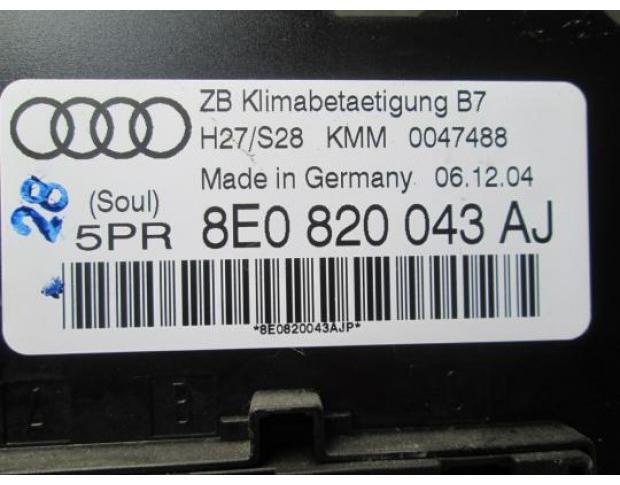 ZB Klimabetaetigung B7
H27/S28 KMM 0047488
Made in Germany 06.12.04
28
(Soul)
5PR 8E0 820 043 AJ
*8E0820043AJP*
A B